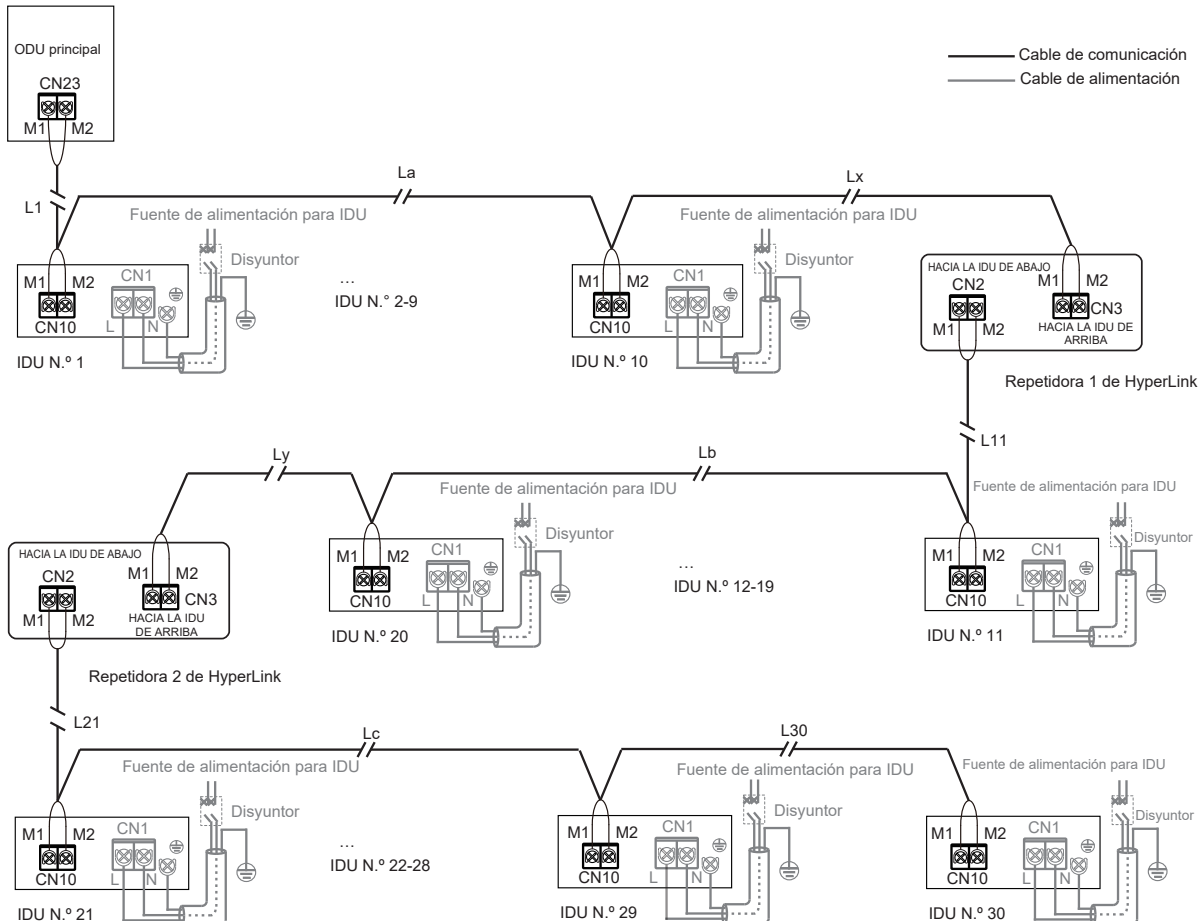 ODU principal
CN23
M1 M2
Cable de comunicación
Cable de alimentación
L1
La
Lx
Fuente de alimentación para IDU
Disyuntor
M1 M2
CN1
CN10
L N
IDU N.º 1
...
IDU N.° 2-9
Fuente de alimentación para IDU
Disyuntor
M1 M2
CN1
CN10
L N
IDU N.º 10
HACIA LA IDU DE ABAJO
CN2
M1 M2
M1 M2
CN3
HACIA LA IDU DE
ARRIBA
Repetidora 1 de HyperLink
L11
Ly
Lb
HACIA LA IDU DE ABAJO
CN2
M1 M2
M1 M2
CN3
HACIA LA IDU
DE ARRIBA
Repetidora 2 de HyperLink
Fuente de alimentación para IDU
Disyuntor
M1 M2
CN1
CN10
L N
IDU N.º 20
...
IDU N.º 12-19
Fuente de alimentación para IDU
Disyuntor
M1 M2
CN1
CN10
L N
IDU N.º 11
L21
Lc
L30
Fuente de alimentación para IDU
Disyuntor
M1 M2
CN1
CN10
L N
IDU N.º 21
...
IDU N.º 22-28
Fuente de alimentación para IDU
Disyuntor
M1 M2
CN1
CN10
L N
IDU N.º 29
Fuente de alimentación para IDU
Disyuntor
M1 M2
CN1
CN10
L N
IDU N.º 30